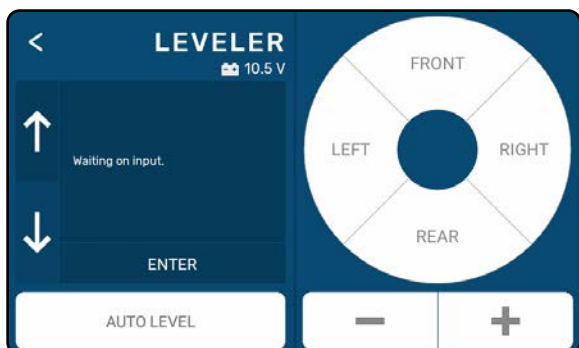 <
LEVELER
10.5 V
Waiting on input.
ENTER
AUTO LEVEL
FRONT
LEFT
RIGHT
REAR
− +